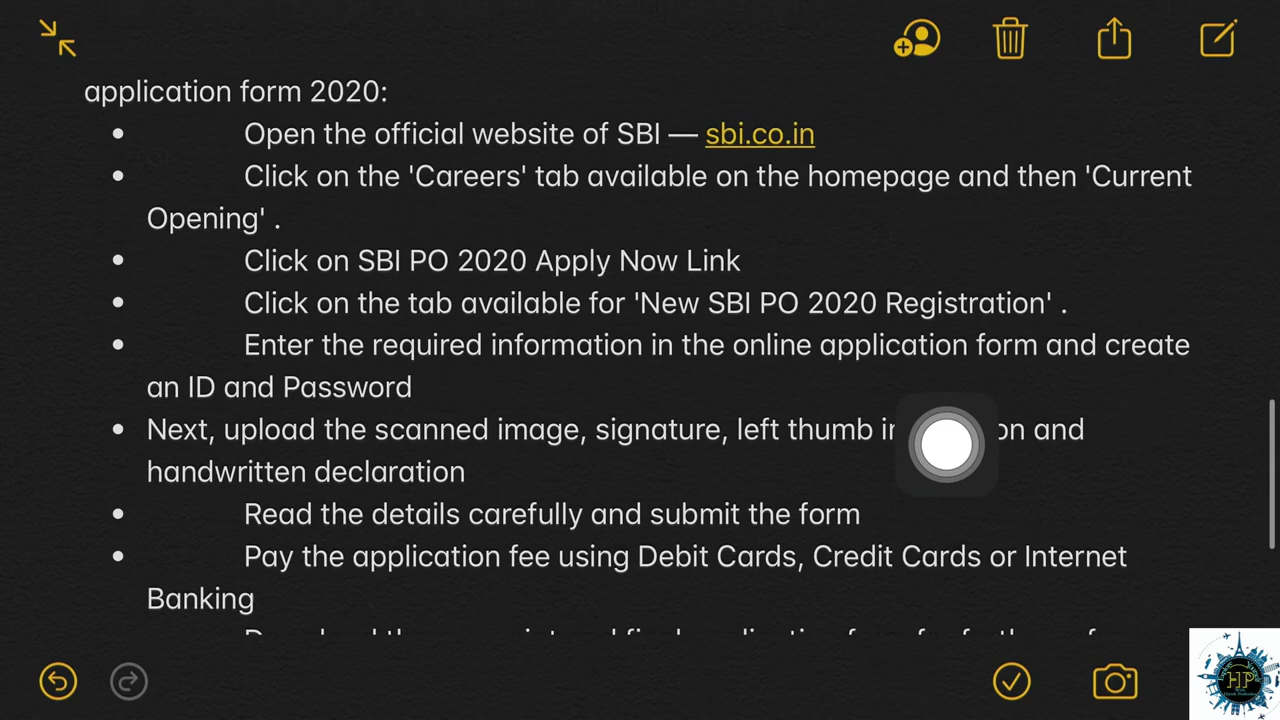 application form 2020:
• Open the official website of SBI — sbi.co.in
• Click on the 'Careers' tab available on the homepage and then 'Current
Opening' .
• Click on SBI PO 2020 Apply Now Link
• Click on the tab available for 'New SBI PO 2020 Registration' .
• Enter the required information in the online application form and create
an ID and Password
• Next, upload the scanned image, signature, left thumb and
handwritten declaration
• Read the details carefully and submit the form
• Pay the application fee using Debit Cards, Credit Cards or Internet
Banking
HP